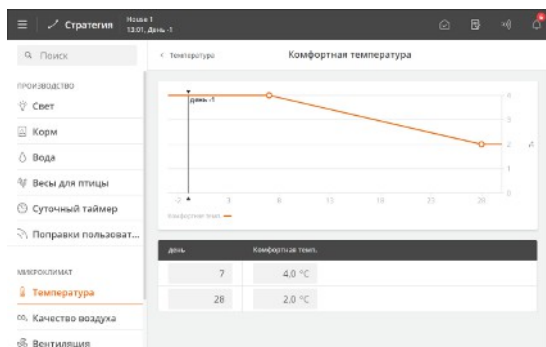 Стратегия
House 1
13:01, День -1
Поиск
< Температура
Комфортная температура
ПРОИЗВОДСТВО
Свет
Корм
Вода
Весы для птицы
Суточный таймер
Поправки пользоват...
МИКРОКЛИМАТ
Температура
Качество воздуха
Вентиляция
день -1
4
3
2
1
0
-2 3 8 13 18 23 28
Комфортная темп.
день Комфортная темп.
7 4,0 °C
28 2,0 °C